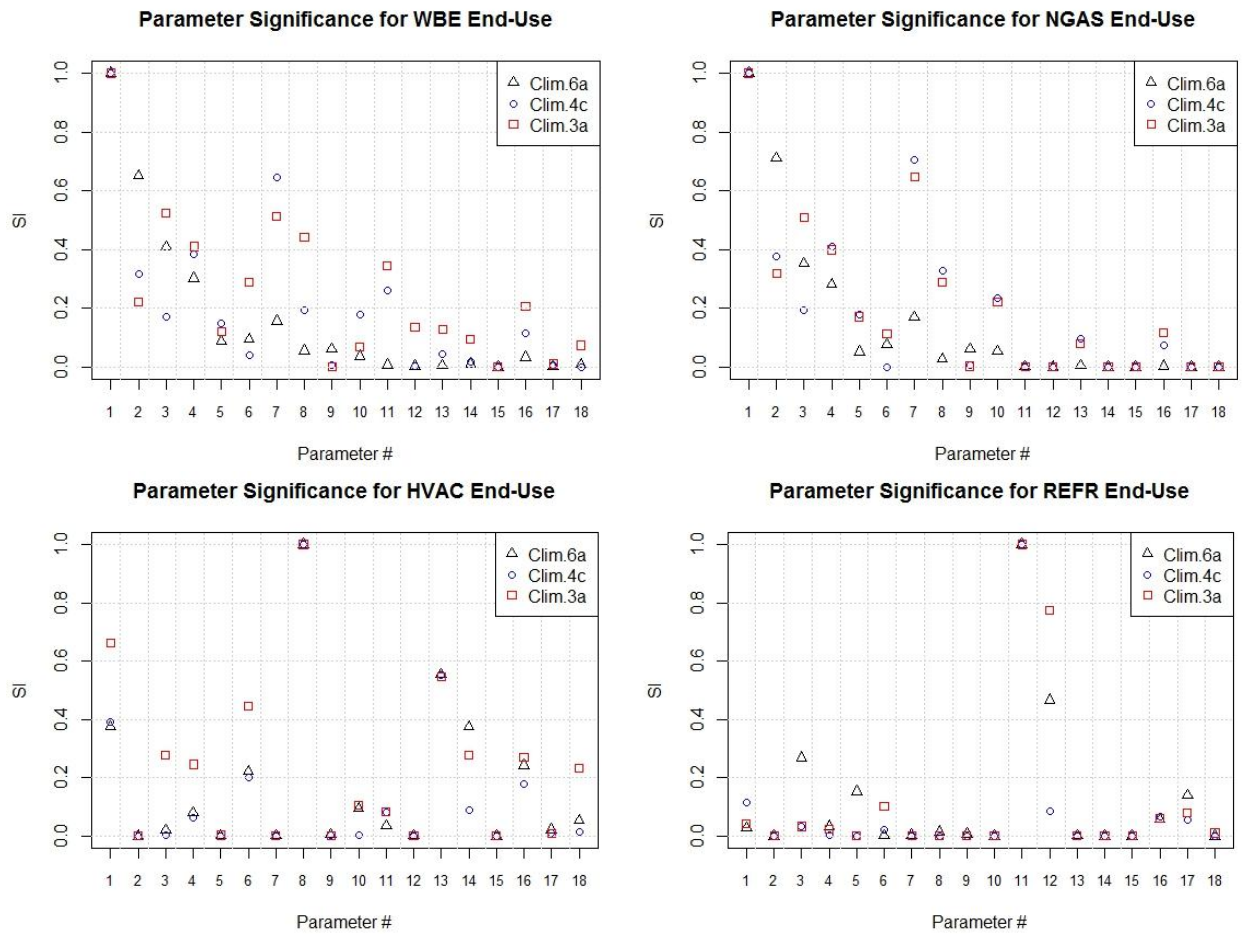 Parameter Significance for WBE End-Use
SI
1.0
0.8
0.6
0.4
0.2
0.0
Clim.6a
Clim.4c
Clim.3a
1 2 3 4 5 6 7 8 9 10 11 12 13 14 15 16 17 18
Parameter #
Parameter Significance for NGAS End-Use
SI
1.0
0.8
0.6
0.4
0.2
0.0
Clim.6a
Clim.4c
Clim.3a
1 2 3 4 5 6 7 8 9 10 11 12 13 14 15 16 17 18
Parameter #
Parameter Significance for HVAC End-Use
SI
1.0
0.8
0.6
0.4
0.2
0.0
Clim.6a
Clim.4c
Clim.3a
1 2 3 4 5 6 7 8 9 10 11 12 13 14 15 16 17 18
Parameter #
Parameter Significance for REFR End-Use
SI
1.0
0.8
0.6
0.4
0.2
0.0
Clim.6a
Clim.4c
Clim.3a
1 2 3 4 5 6 7 8 9 10 11 12 13 14 15 16 17 18
Parameter #